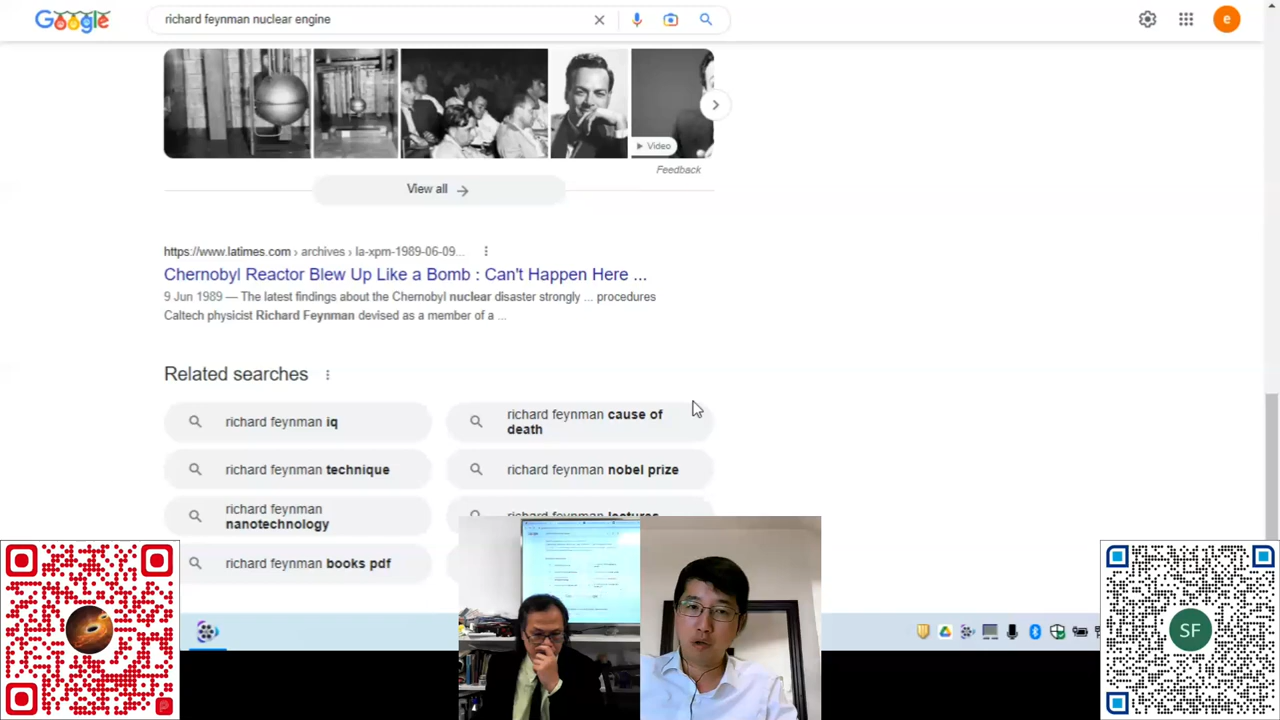 Google
richard feynman nuclear engine
e
Video
Feedback
View all →
https://www.latimes.com › archives › la-xpm-1989-06-09...
Chernobyl Reactor Blew Up Like a Bomb : Can't Happen Here ...
9 Jun 1989 — The latest findings about the Chernobyl nuclear disaster strongly ... procedures
Caltech physicist Richard Feynman devised as a member of a ...
Related searches
richard feynman iq
richard feynman cause of
death
richard feynman technique
richard feynman nobel prize
richard feynman
nanotechnology
richard feynman lectures
richard feynman books pdf
SF